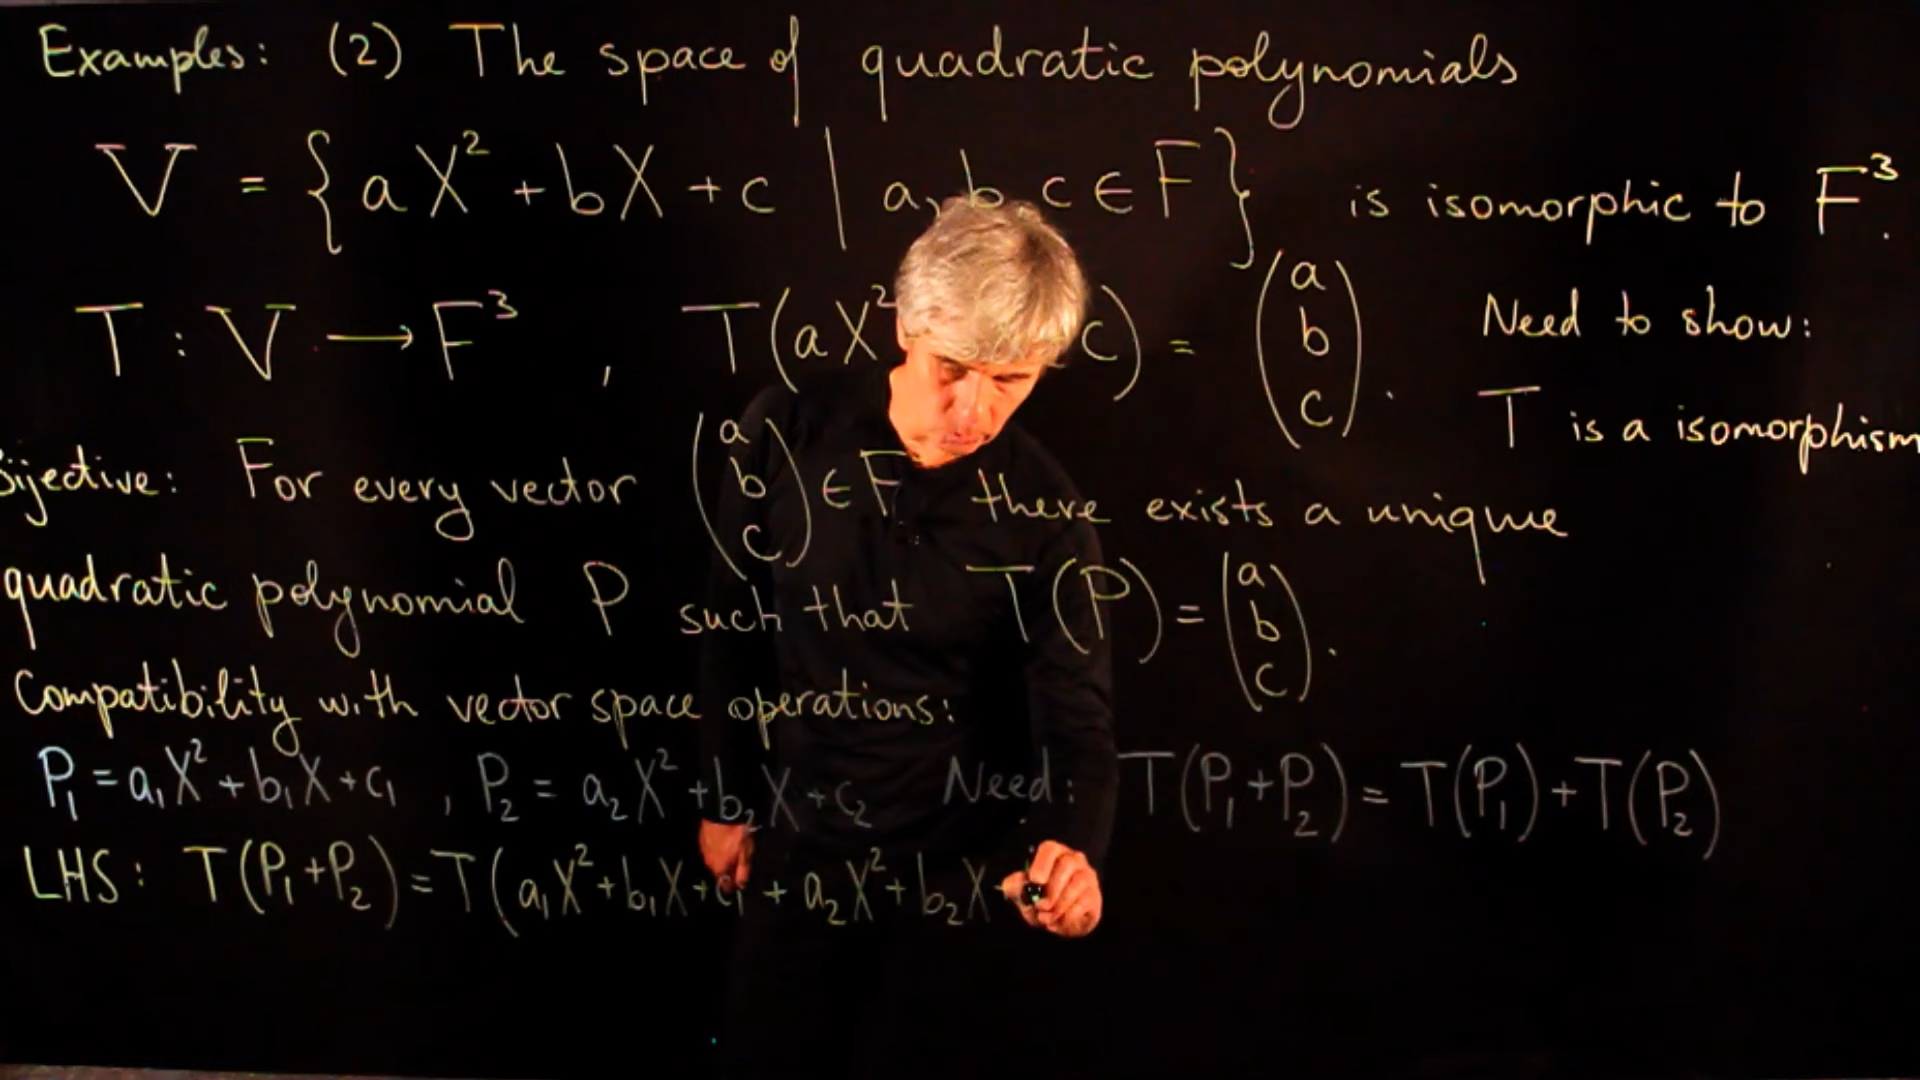 Examples: (2) The space of quadratic polynomials
V = { aX² + bX + c | a, b, c ∈ F } is isomorphic to F³.
T : V → F³ , T(aX² c) = (a b c). Need to show:
T is a isomorphism
Bijective: For every vector (a b c) ∈ F there exists a unique
quadratic polynomial P such that T(P) = (a b c).
Compatibility with vector space operations:
P₁ = a₁X² + b₁X + c₁ , P₂ = a₂X² + b₂X + c₂ Need: T(P₁+P₂) = T(P₁) + T(P₂)
LHS: T(P₁+P₂) = T(a₁X² + b₁X + c₁ + a₂X² + b₂X +